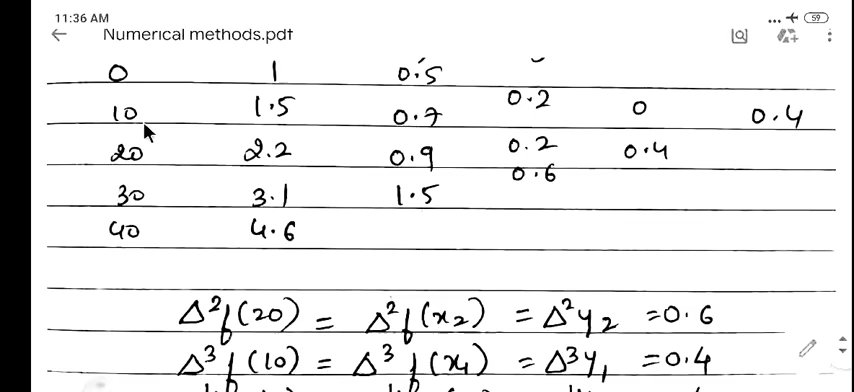 11:36 AM
59
Numerical methods.pdf
0 1 0.5
10 1.5 0.7 0.2 0 0.4
20 2.2 0.9 0.2 0.4
0.6
30 3.1 1.5
40 4.6
Δ²f(20) = Δ²f(x₂) = Δ²y₂ = 0.6
Δ³f(10) = Δ³f(x₁) = Δ³y₁ = 0.4